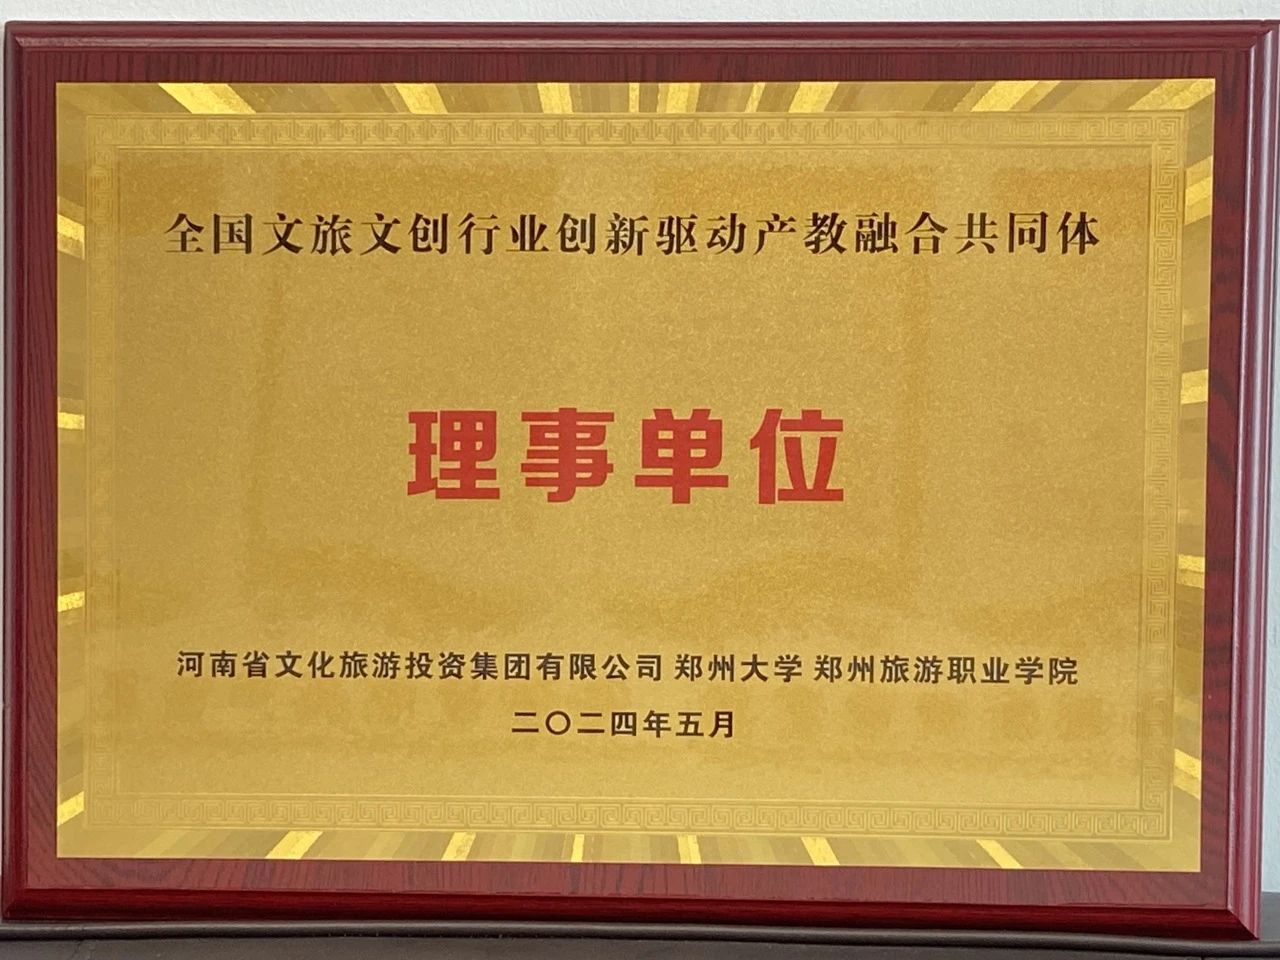 全国文旅文创行业创新驱动产教融合共同体
理事单位
河南省文化旅游投资集团有限公司 郑州大学 郑州旅游职业学院
二〇二四年五月